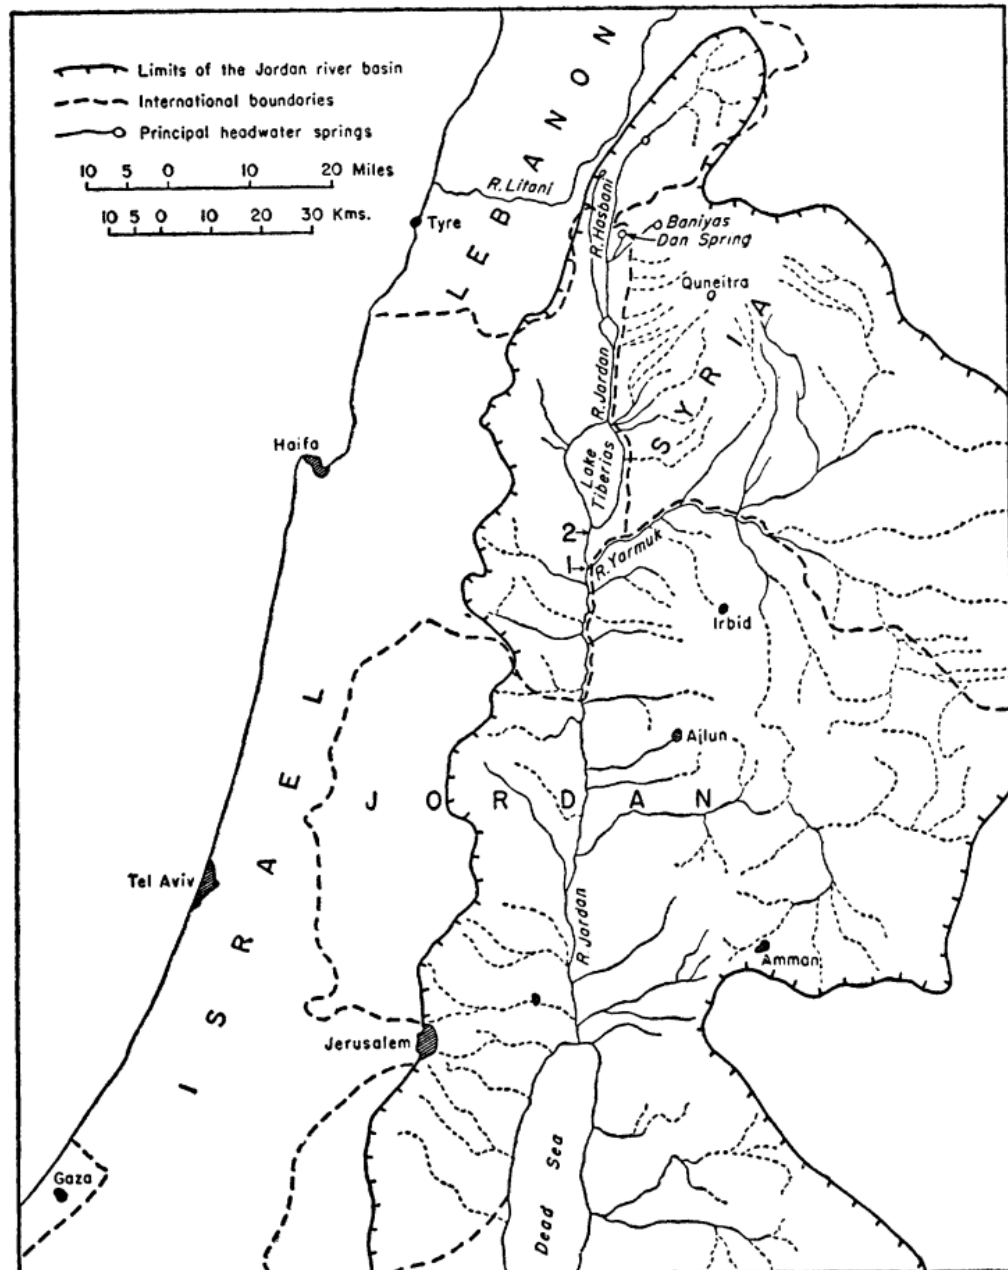 Limits of the Jordan river basin
International boundaries
Principal headwater springs
10 5 0 10 20 Miles
10 5 0 10 20 30 Kms.
LEBANON
R. Litani
Tyre
R. Hasbani
Baniyas
Dan Spring
Quneitra
SYRIA
R. Jordan
Haifa
Lake
Tiberias
2
1
R. Yarmuk
Irbid
ISRAEL
Ajlun
JORDAN
Tel Aviv
R. Jordan
Amman
Jerusalem
Gaza
Dead Sea